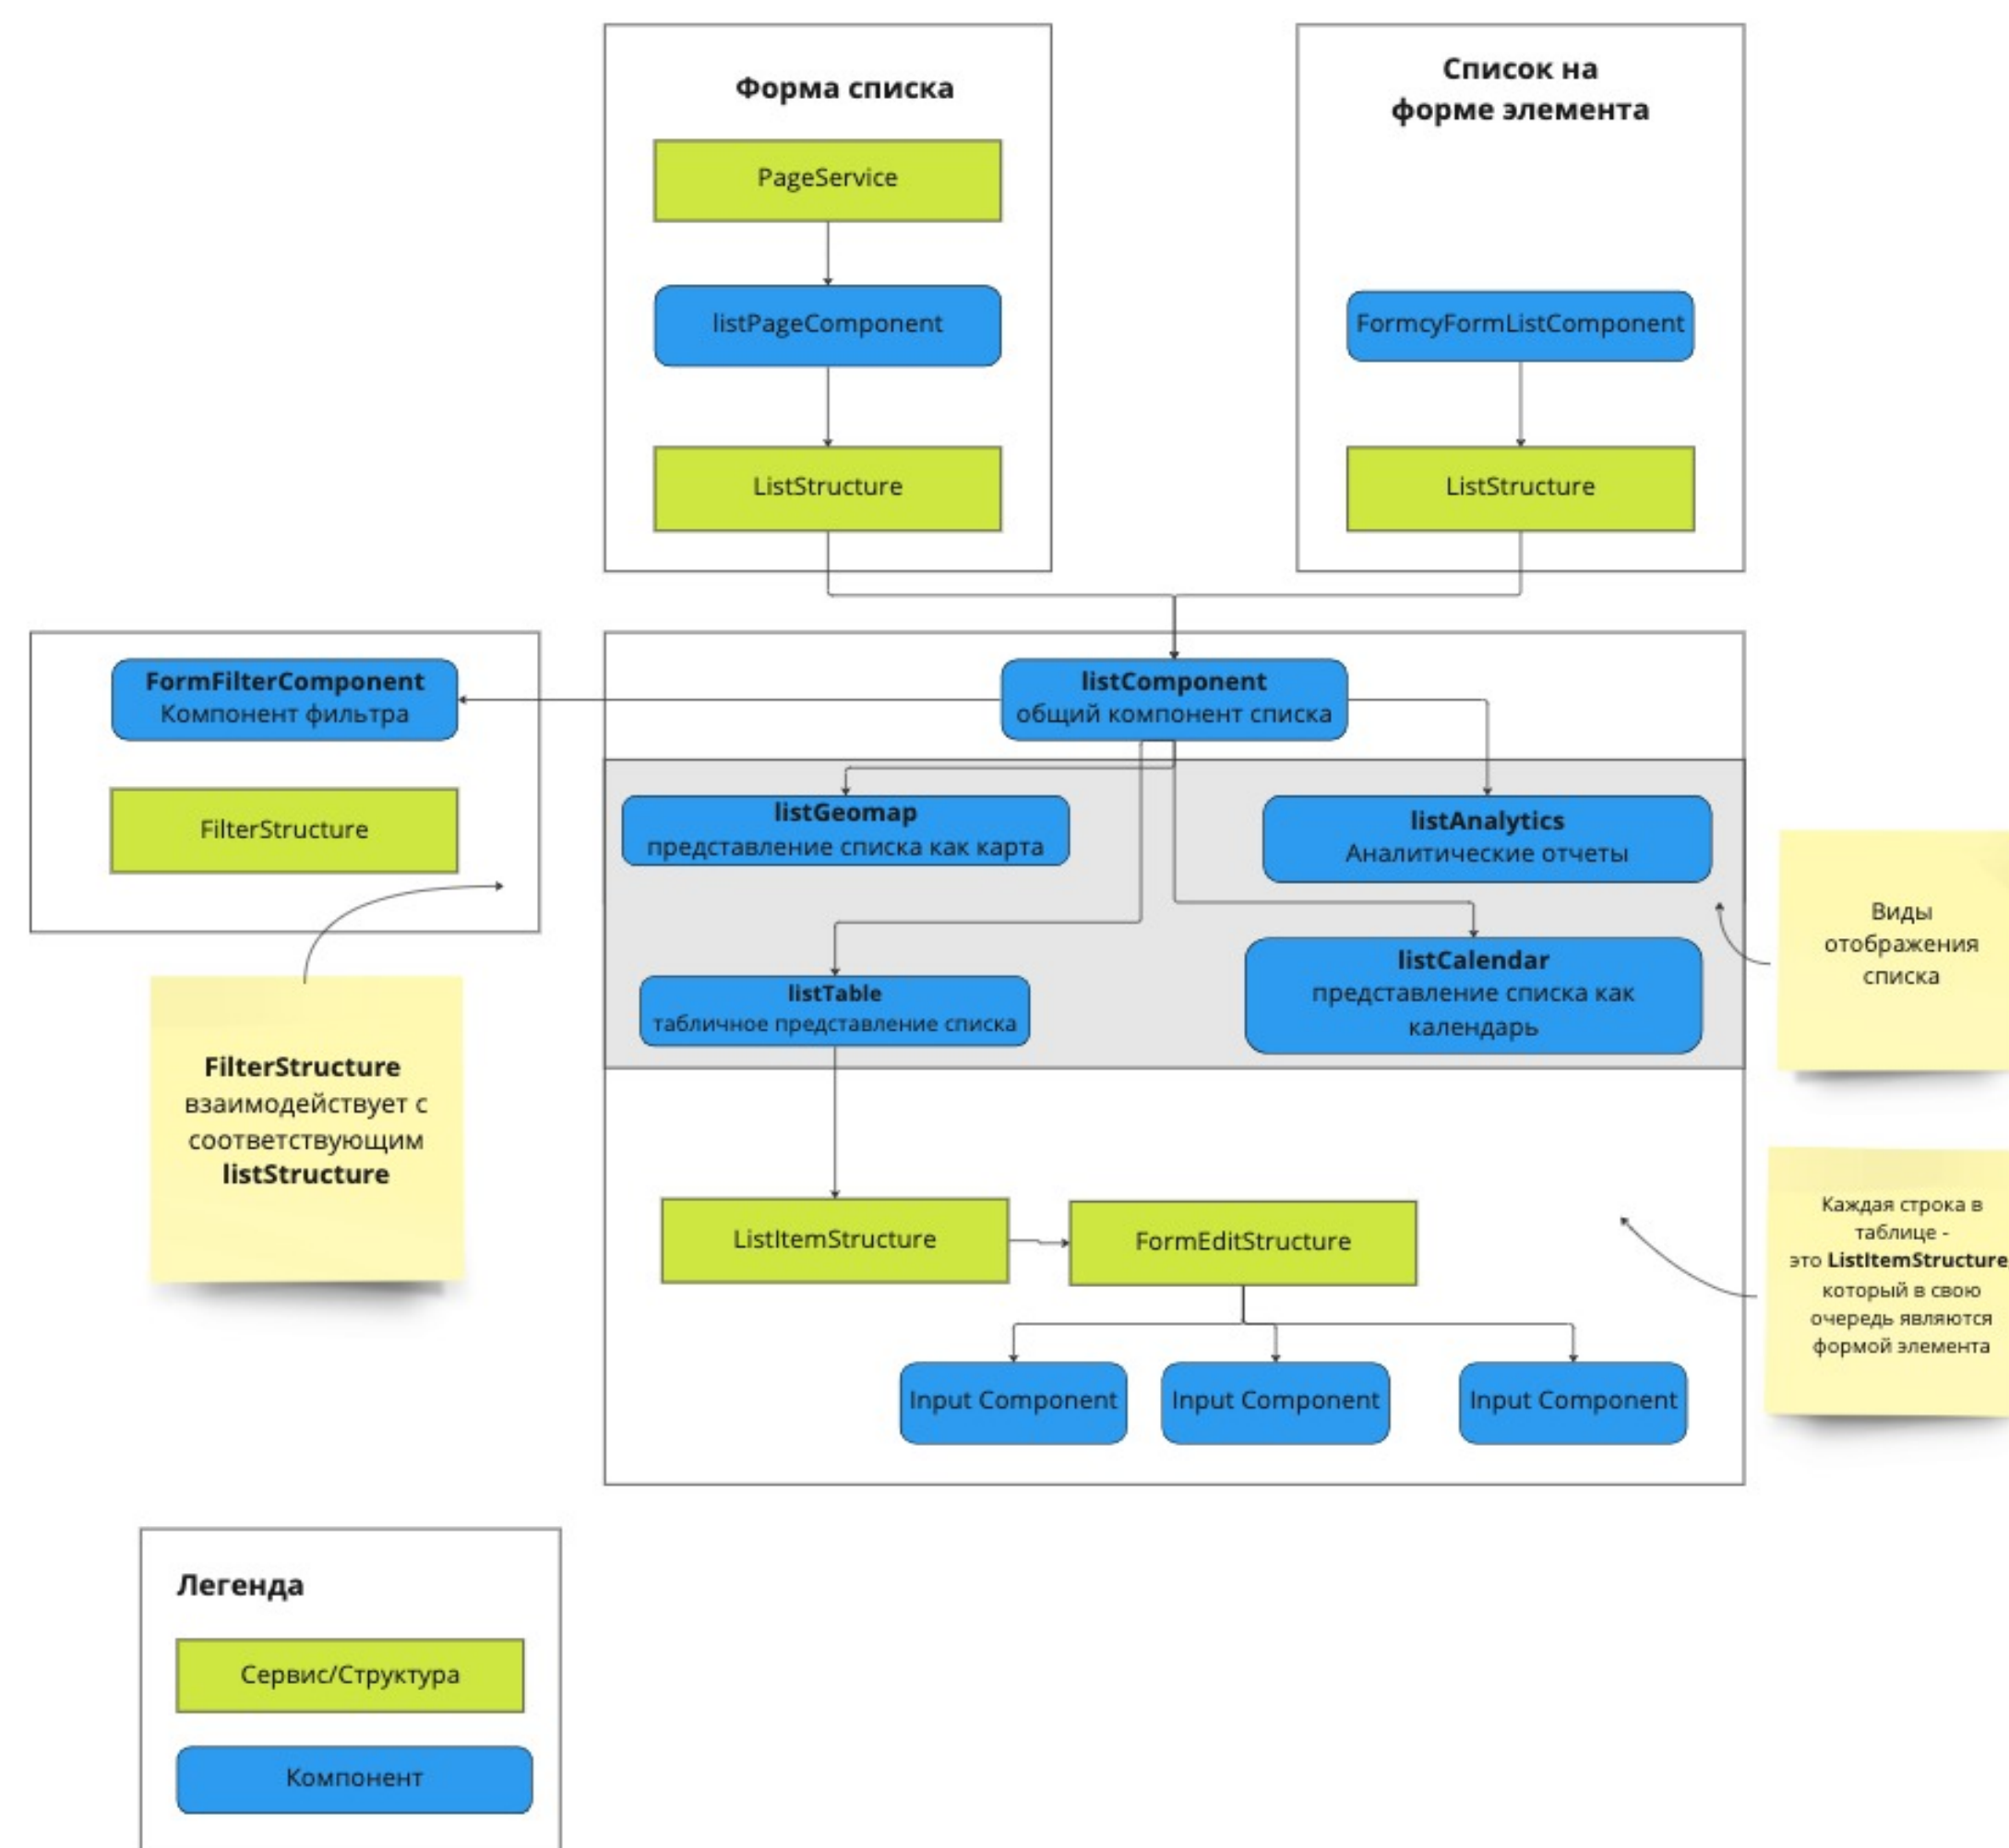 Форма списка
PageService
listPageComponent
ListStructure
Список на
форме элемента
FormcyFormListComponent
ListStructure
FormFilterComponent
Компонент фильтра
FilterStructure
FilterStructure
взаимодействует с
соответствующим
listStructure
listComponent
общий компонент списка
listGeomap
представление списка как карта
listAnalytics
Аналитические отчеты
listTable
табличное представление списка
listCalendar
представление списка как
календарь
Виды
отображения
списка
ListItemStructure
FormEditStructure
Input Component
Input Component
Input Component
Каждая строка в
таблице -
это ListItemStructure
который в свою
очередь являются
формой элемента
Легенда
Сервис/Структура
Компонент